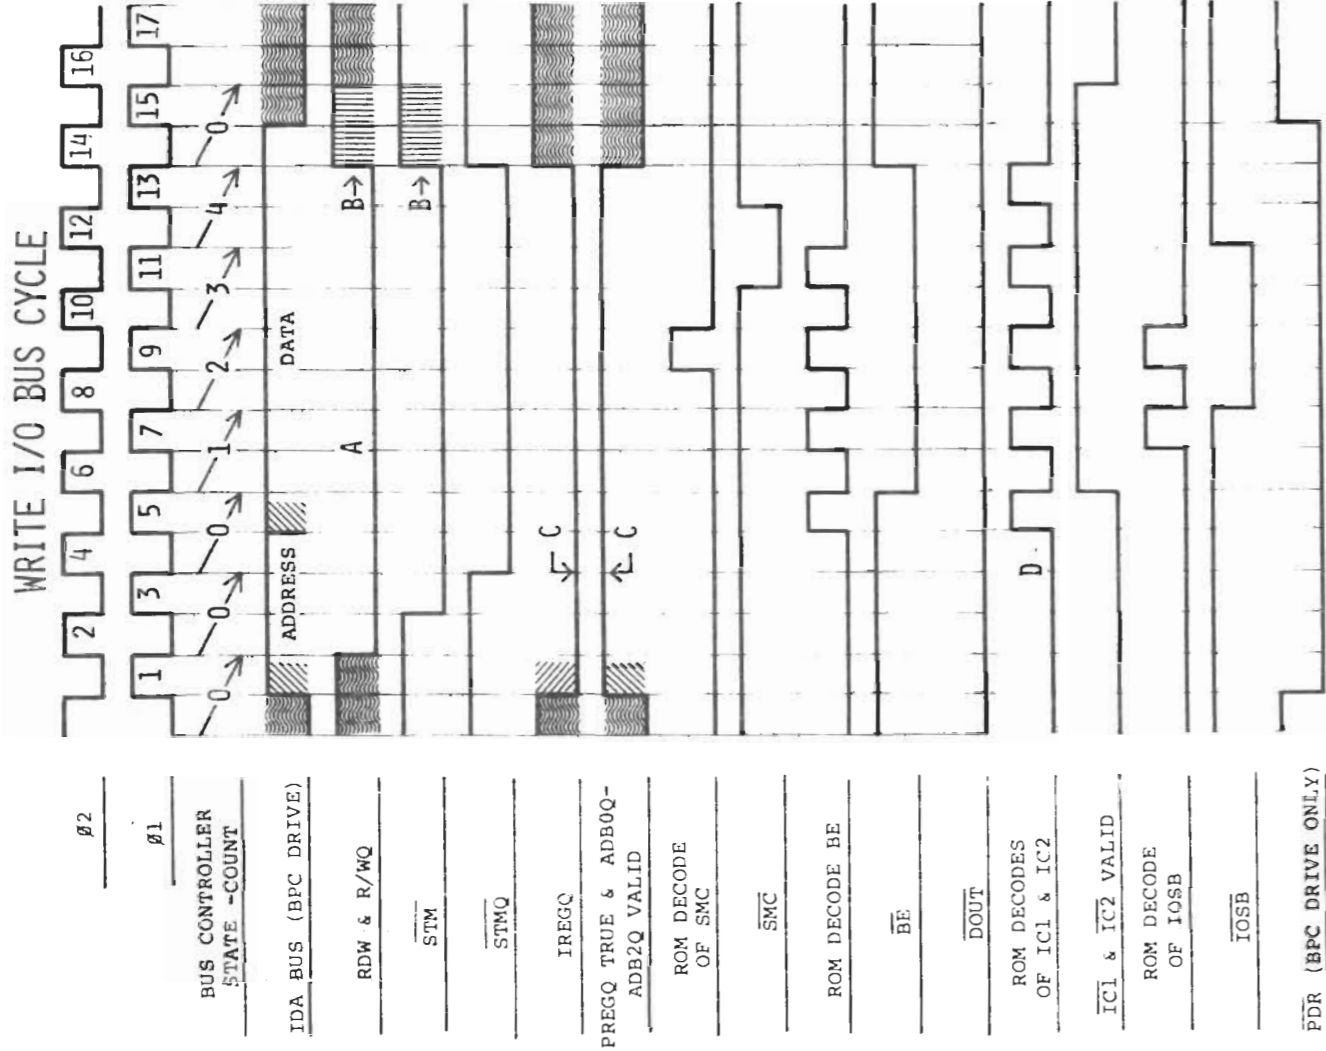 WRITE I/O BUS CYCLE
Ø2
2 4 6 8 10 12 14 16
Ø1
1 3 5 7 9 11 13 15 17
BUS CONTROLLER
STATE -COUNT
0 0 0 1 2 3 4 0
IDA BUS (BPC DRIVE)
ADDRESS DATA
RDW & R/WQ
A B→
STM
B→
STMQ
IREGQ
C
PREGQ TRUE & ADB0Q-
ADB2Q VALID
C
ROM DECODE
OF SMC
SMC
ROM DECODE BE
BE
DOUT
ROM DECODES
OF IC1 & IC2
D
IC1 & IC2 VALID
ROM DECODE
OF IOSB
IOSB
PDR (BPC DRIVE ONLY)